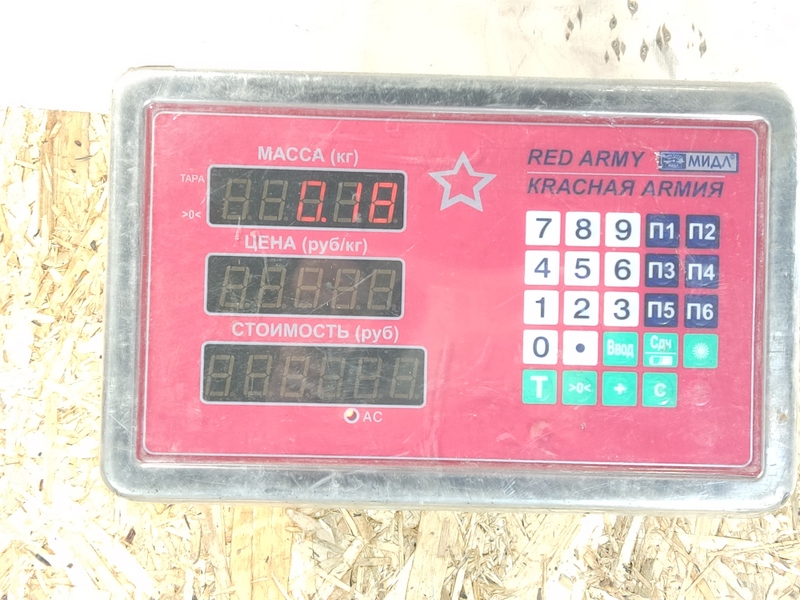 МАССА (кг)
ТАРА
0.18
>0<
ЦЕНА (руб/кг)
СТОИМОСТЬ (руб)
AC
RED ARMY МИДЛ
КRАСНАЯ АRМИЯ
7 8 9 П1 П2
4 5 6 П3 П4
1 2 3 П5 П6
0 • Ввод Сдч
T >0< + C